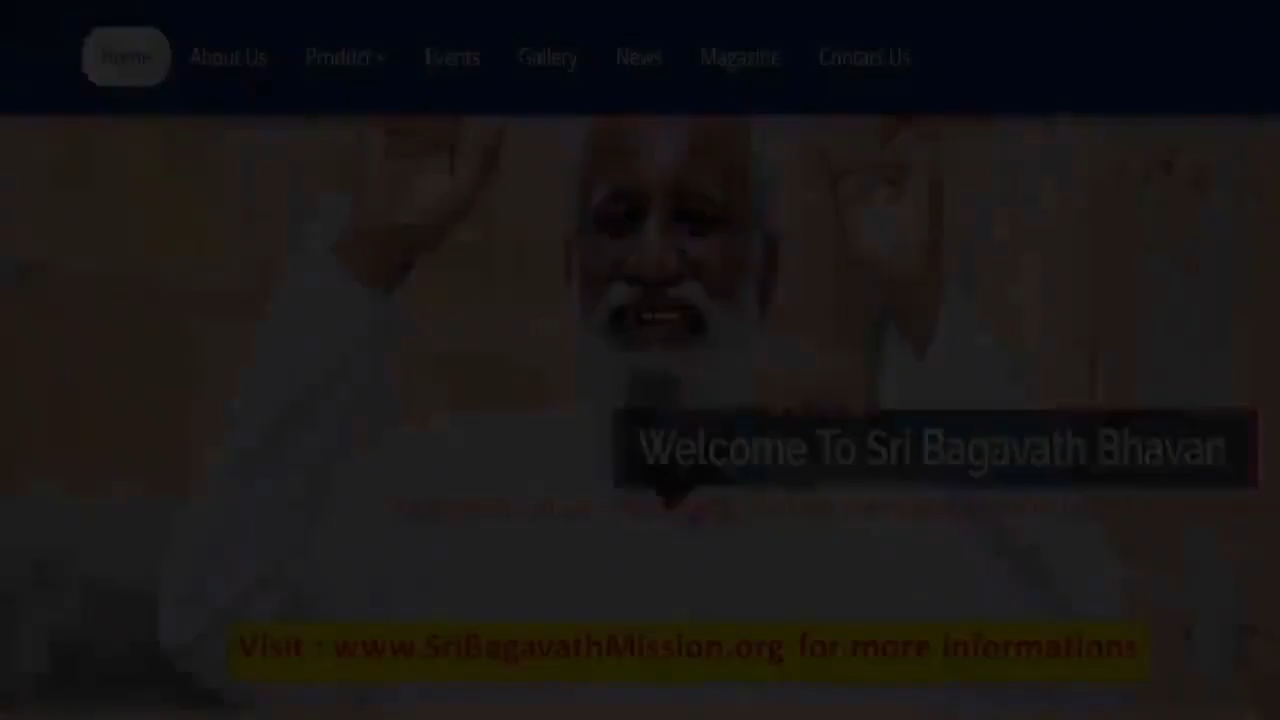 Home About Us Product Events Gallery News Magazine Contact Us
Welcome To Sri Bagavath Bhavan
Visit : www.SriBagavathMission.org for more informations